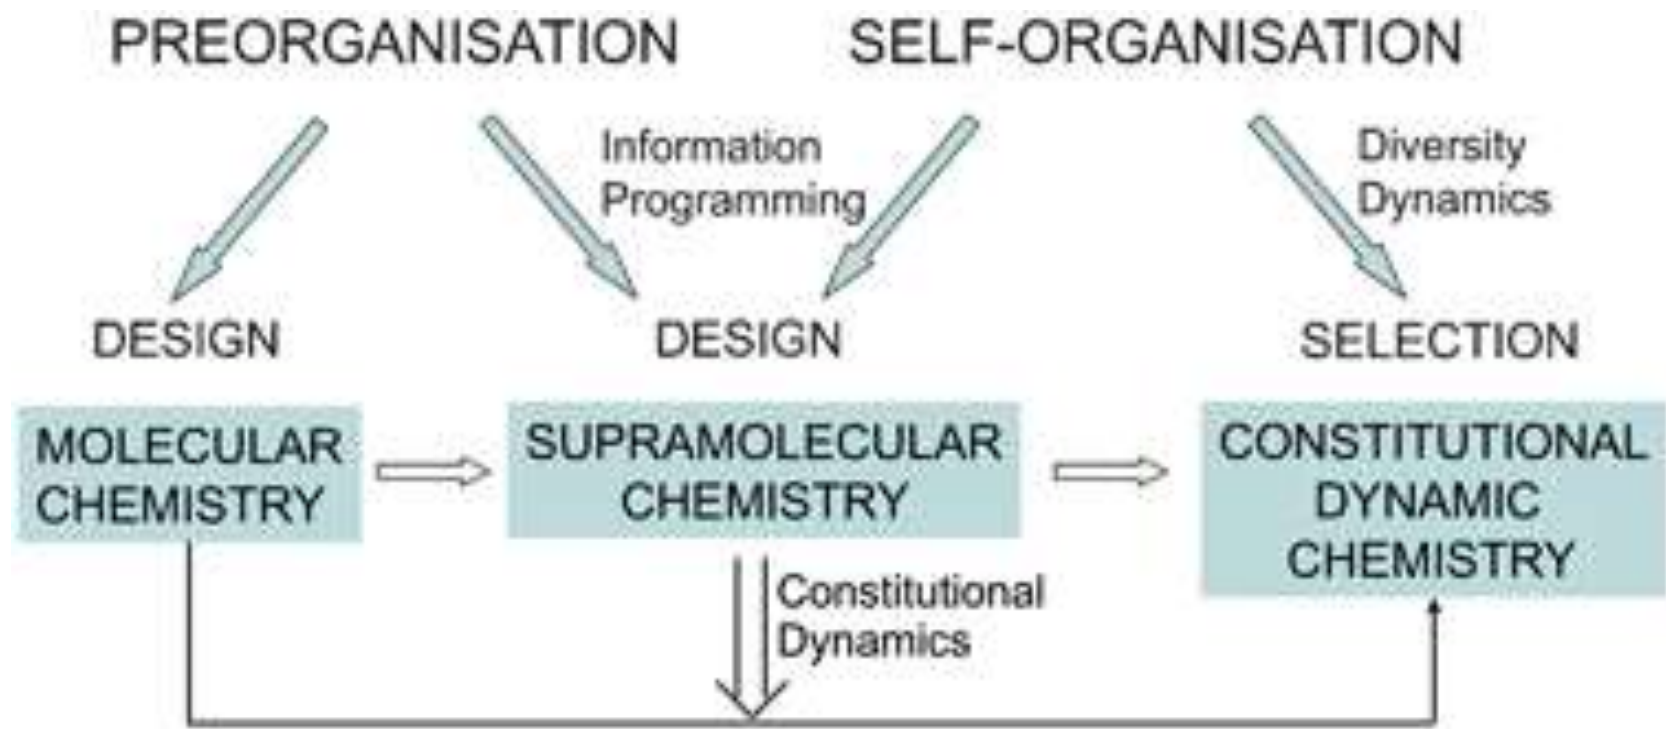 PREORGANISATION
SELF-ORGANISATION
Information
Programming
Diversity
Dynamics
DESIGN
DESIGN
SELECTION
MOLECULAR
CHEMISTRY
SUPRAMOLECULAR
CHEMISTRY
CONSTITUTIONAL
DYNAMIC
CHEMISTRY
Constitutional
Dynamics